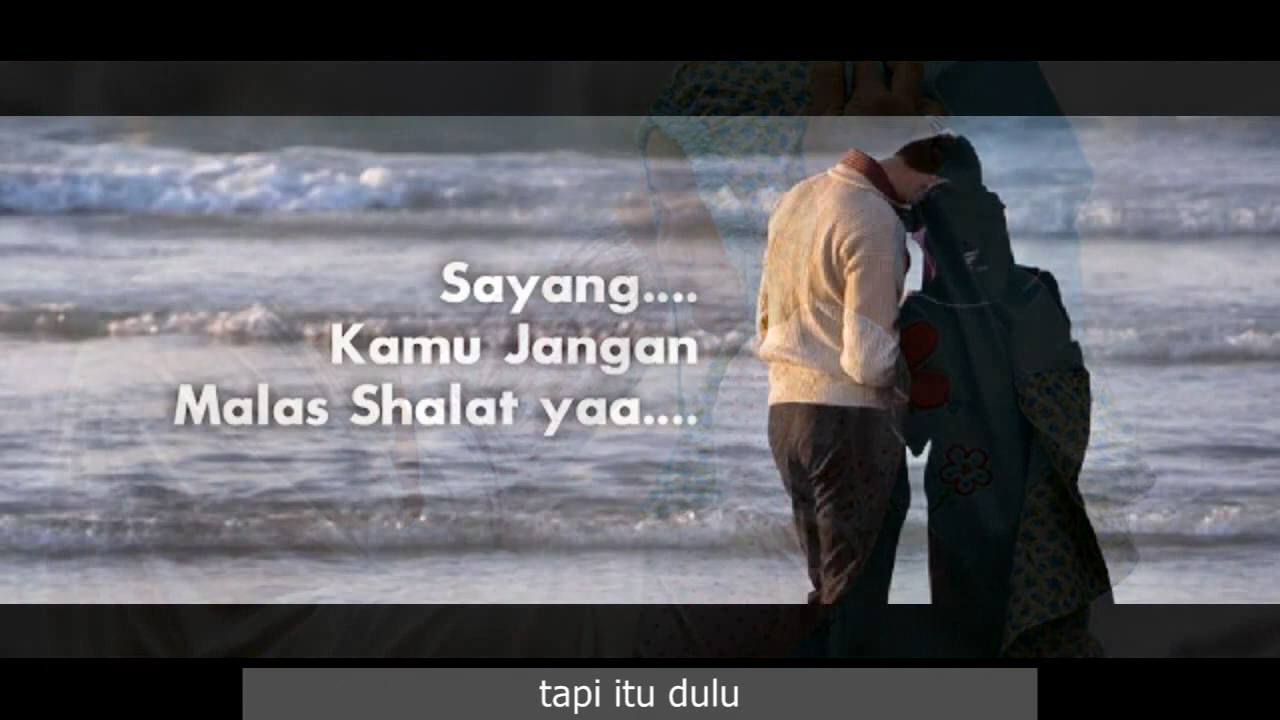 Sayang....
Kamu Jangan
Malas Shalat yaa....
tapi itu dulu